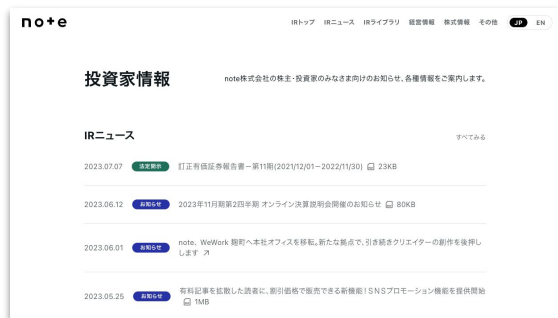 note
IRトップ IRニュース IRライブラリ 経営情報 株式情報 その他 JP EN
投資家情報
note株式会社の株主・投資家のみなさま向けのお知らせ、各種情報をご案内します。
IRニュース
すべてみる
2023.07.07 法定開示 訂正有価証券報告書－第11期(2021/12/01－2022/11/30) 23KB
2023.06.12 お知らせ 2023年11月期第2四半期 オンライン決算説明会開催のお知らせ 80KB
2023.06.01 お知らせ note、WeWork 麹町へ本社オフィスを移転。新たな拠点で、引き続きクリエイターの創作を後押し
します
2023.05.25 お知らせ 有料記事を拡散した読者に、割引価格で販売できる新機能！SNSプロモーション機能を提供開始
1MB